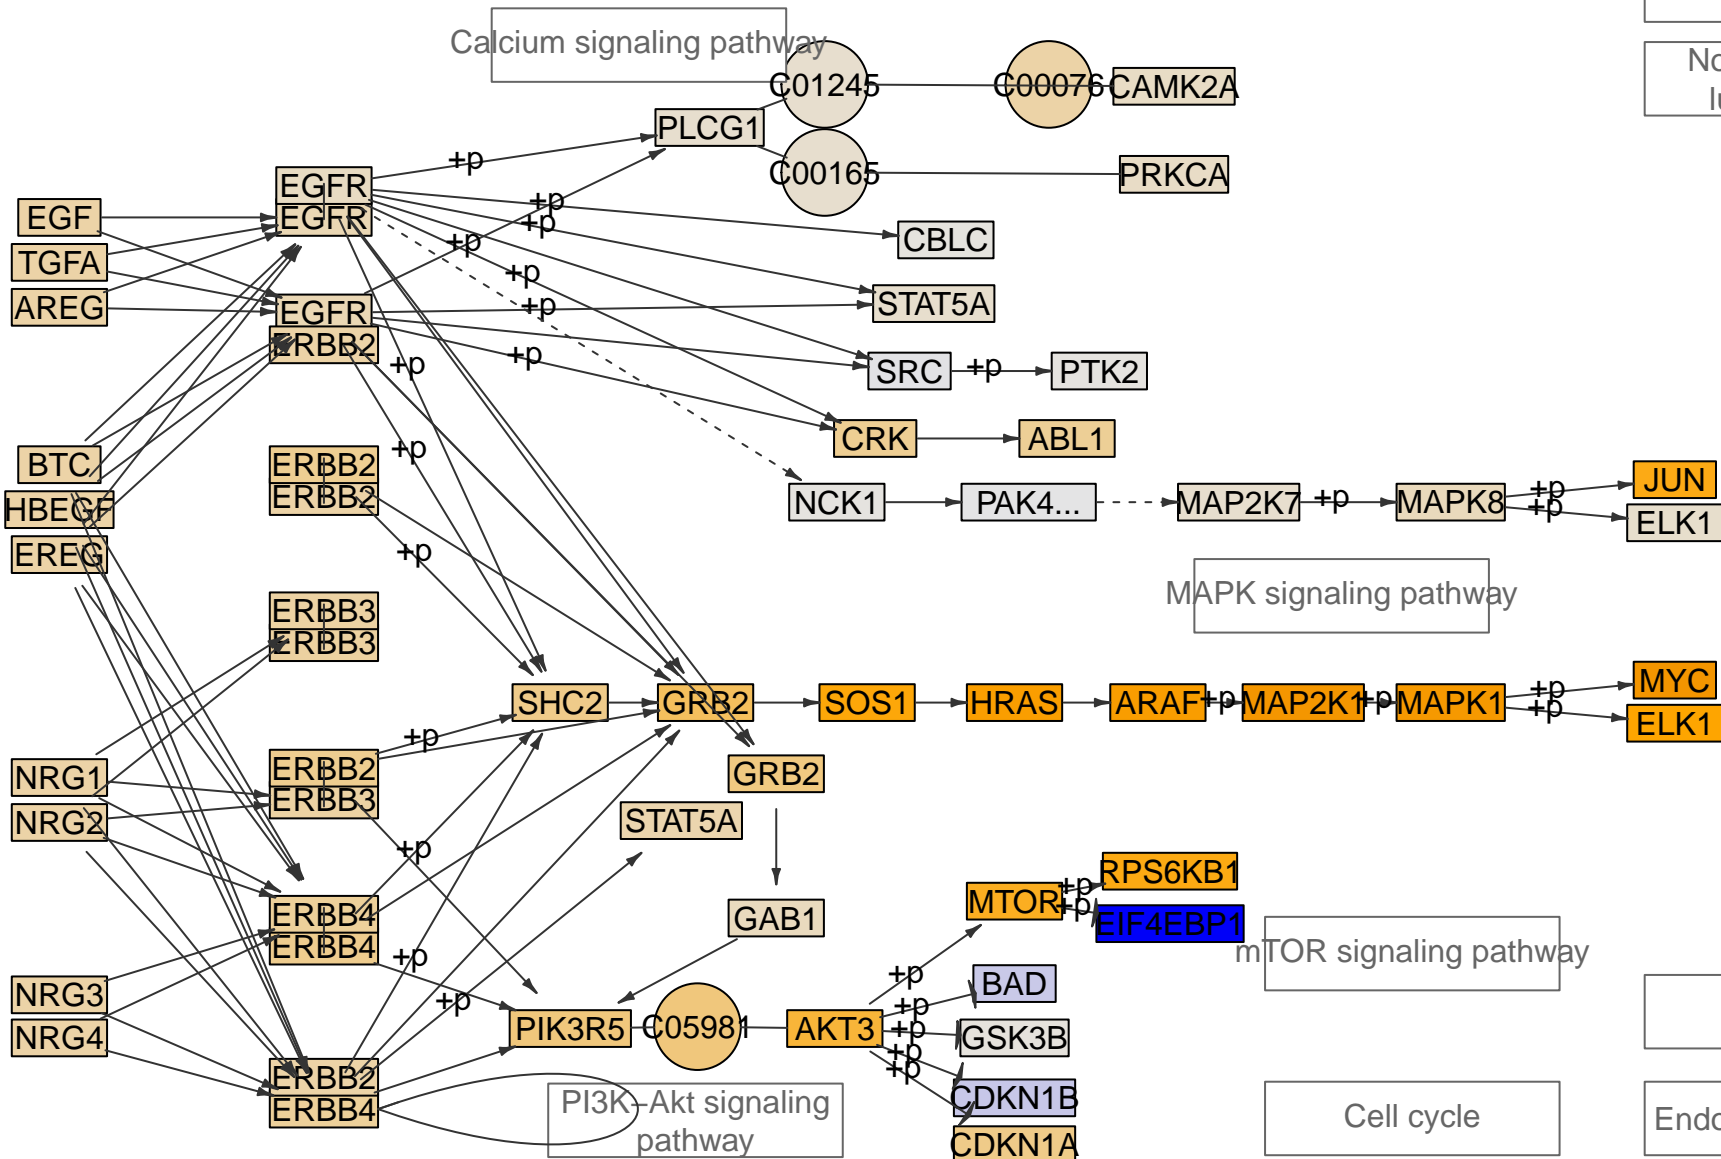 Calcium signaling pathway
No
lu
C01245
C00076
CAMK2A
PLCG1
C00165
PRKCA
+p
EGFR
EGFR
EGF
+p
+p
CBLC
TGFA
+p
+p
AREG
EGFR
+p
STAT5A
ERBB2
+p
+p
SRC
+p
PTK2
CRK
ABL1
BTC
ERBB2
ERBB2
+p
HBEGF
NCK1
PAK4...
MAP2K7
+p
MAPK8
+p
+p
JUN
ELK1
EREG
+p
MAPK signaling pathway
ERBB3
ERBB3
SHC2
GRB2
SOS1
HRAS
ARAF
+p
MAP2K1
+p
MAPK1
+p
+p
MYC
ELK1
+p
NRG1
ERBB2
ERBB3
GRB2
NRG2
STAT5A
+p
RPS6KB1
MTOR
+p
+p
EIF4EBP1
ERBB4
ERBB4
GAB1
+p
mTOR signaling pathway
NRG3
+p
+p
BAD
+p
NRG4
PIK3R5
C05981
AKT3
+p
GSK3B
+p
+p
ERBB2
ERBB4
CDKN1B
PI3K−Akt signaling
pathway
CDKN1A
Cell cycle
Endo